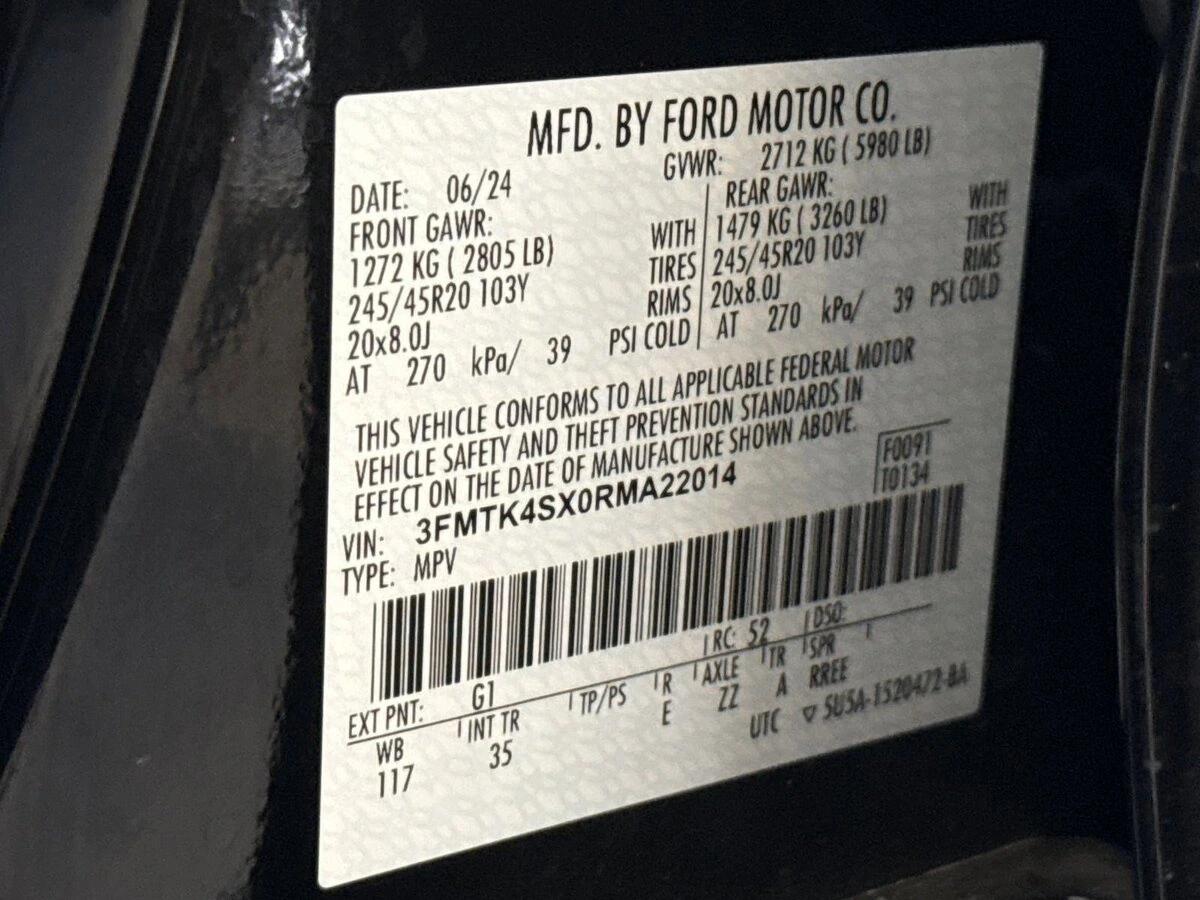 MFD. BY FORD MOTOR CO.
DATE: 06/24 GVWR: 2712 KG ( 5980 LB)
FRONT GAWR: REAR GAWR:
1272 KG ( 2805 LB) WITH 1479 KG ( 3260 LB) WITH
245/45R20 103Y TIRES 245/45R20 103Y TIRES
20x8.0J RIMS 20x8.0J RIMS
AT 270 kPa/ 39 PSI COLD AT 270 kPa/ 39 PSI COLD
THIS VEHICLE CONFORMS TO ALL APPLICABLE FEDERAL MOTOR
VEHICLE SAFETY AND THEFT PREVENTION STANDARDS IN
EFFECT ON THE DATE OF MANUFACTURE SHOWN ABOVE.
F0091
VIN: 3FMTK4SX0RMA22014 T0134
TYPE: MPV
EXT PNT: G1 RC: 52 DSO:
WB INT TR TP/PS R AXLE TR SPR
117 35 E ZZ A RREE
UTC ▽ 5U5A-1520472-BA